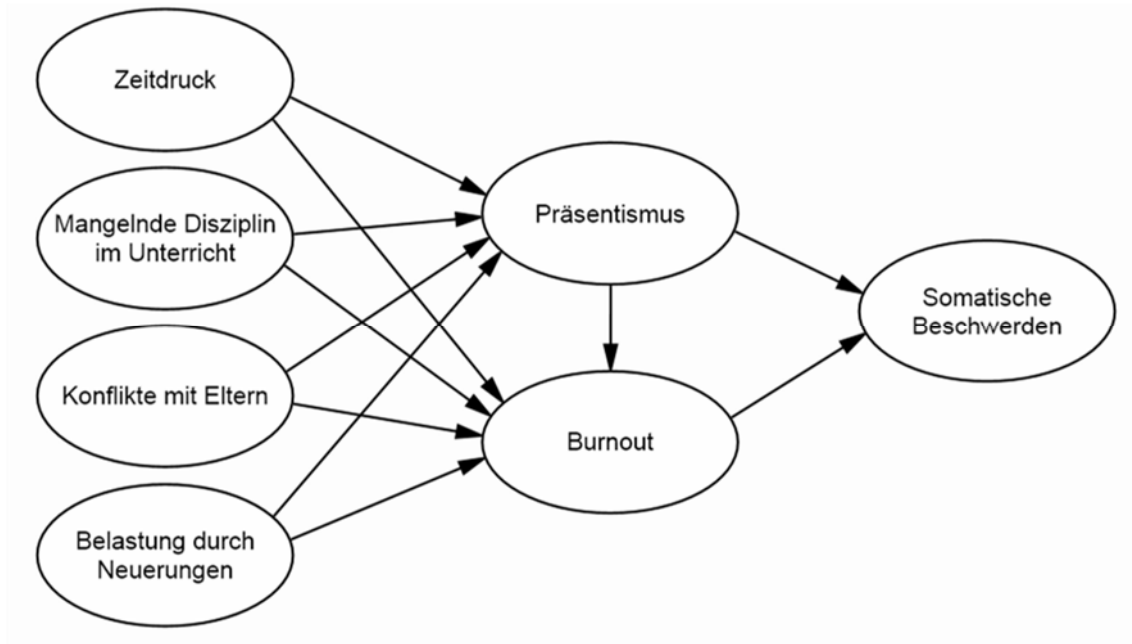 Zeitdruck
Mangelnde Disziplin
im Unterricht
Konflikte mit Eltern
Belastung durch
Neuerungen
Präsentismus
Burnout
Somatische
Beschwerden